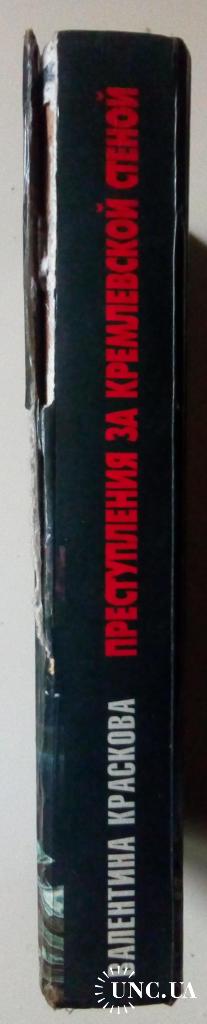 ВАЛЕНТИНА КРАСКОВА
ПРЕСТУПЛЕНИЯ ЗА КРЕМЛЕВСКОЙ СТЕНОЙ
UNC.UA